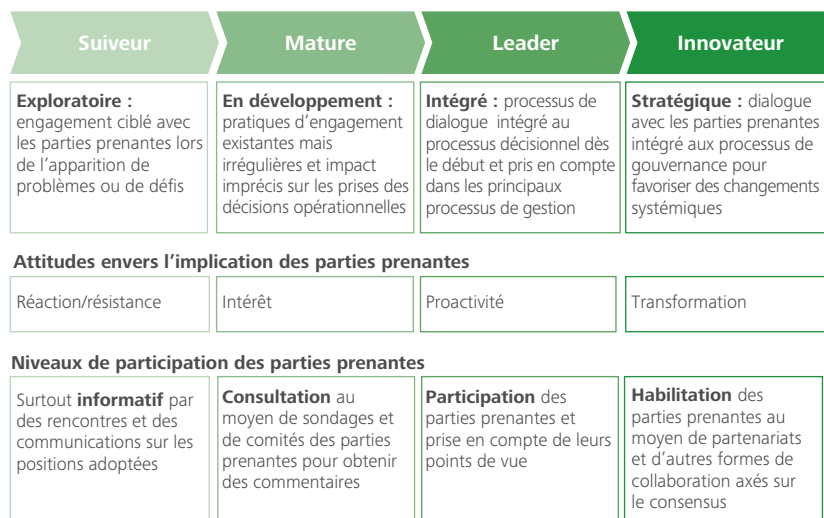 Suiveur
Mature
Leader
Innovateur
Exploratoire :
engagement ciblé avec
les parties prenantes lors
de l'apparition de
problèmes ou de défis
En développement :
pratiques d'engagement
existantes mais
irrégulières et impact
imprécis sur les prises des
décisions opérationnelles
Intégré : processus de
dialogue intégré au
processus décisionnel dès
le début et pris en compte
dans les principaux
processus de gestion
Stratégique : dialogue
avec les parties prenantes
intégré aux processus de
gouvernance pour
favoriser des changements
systémiques
Attitudes envers l'implication des parties prenantes
Réaction/résistance
Intérêt
Proactivité
Transformation
Niveaux de participation des parties prenantes
Surtout informatif par
des rencontres et des
communications sur les
positions adoptées
Consultation au
moyen de sondages et
de comités des parties
prenantes pour obtenir
des commentaires
Participation des
parties prenantes et
prise en compte de leurs
points de vue
Habilitation des
parties prenantes au
moyen de partenariats
et d'autres formes de
collaboration axés sur
le consensus